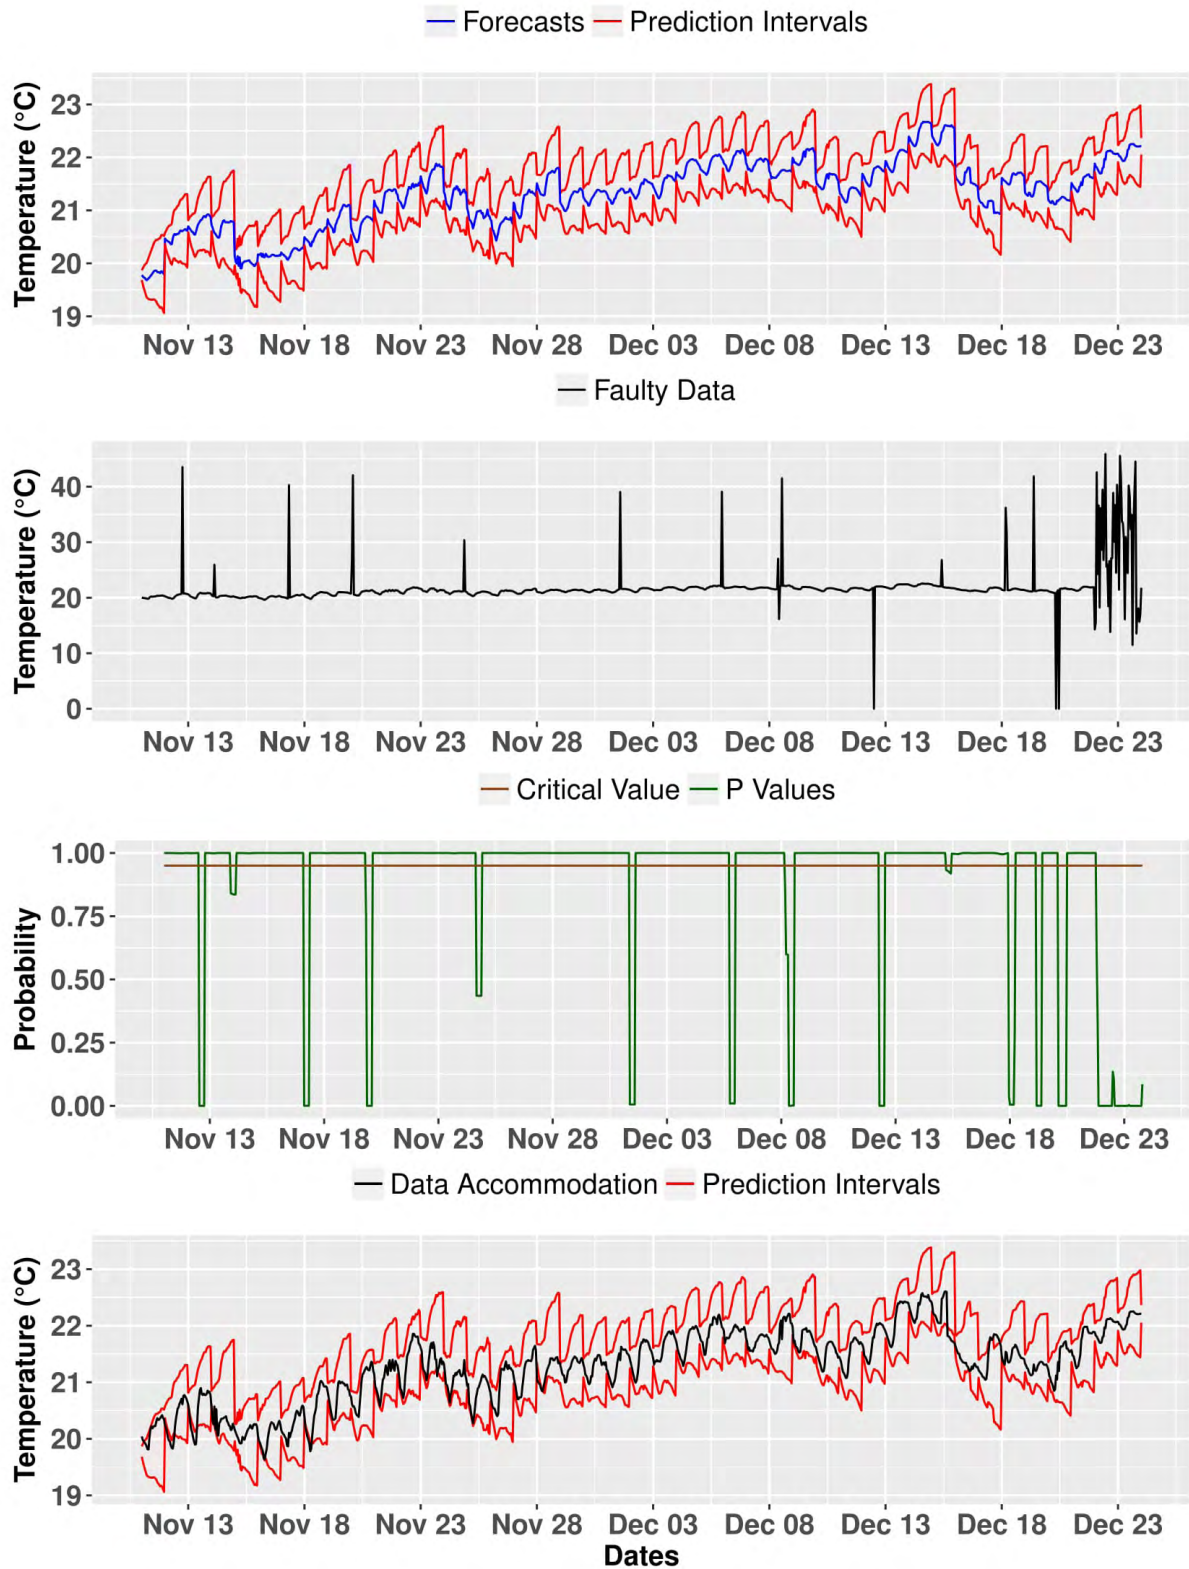 Forecasts Prediction Intervals
Temperature (°C)
23
22
21
20
19
Nov 13 Nov 18 Nov 23 Nov 28 Dec 03 Dec 08 Dec 13 Dec 18 Dec 23
Faulty Data
Temperature (°C)
40
30
20
10
0
Nov 13 Nov 18 Nov 23 Nov 28 Dec 03 Dec 08 Dec 13 Dec 18 Dec 23
Critical Value P Values
Probability
1.00
0.75
0.50
0.25
0.00
Nov 13 Nov 18 Nov 23 Nov 28 Dec 03 Dec 08 Dec 13 Dec 18 Dec 23
Data Accommodation Prediction Intervals
Temperature (°C)
23
22
21
20
19
Nov 13 Nov 18 Nov 23 Nov 28 Dec 03 Dec 08 Dec 13 Dec 18 Dec 23
Dates